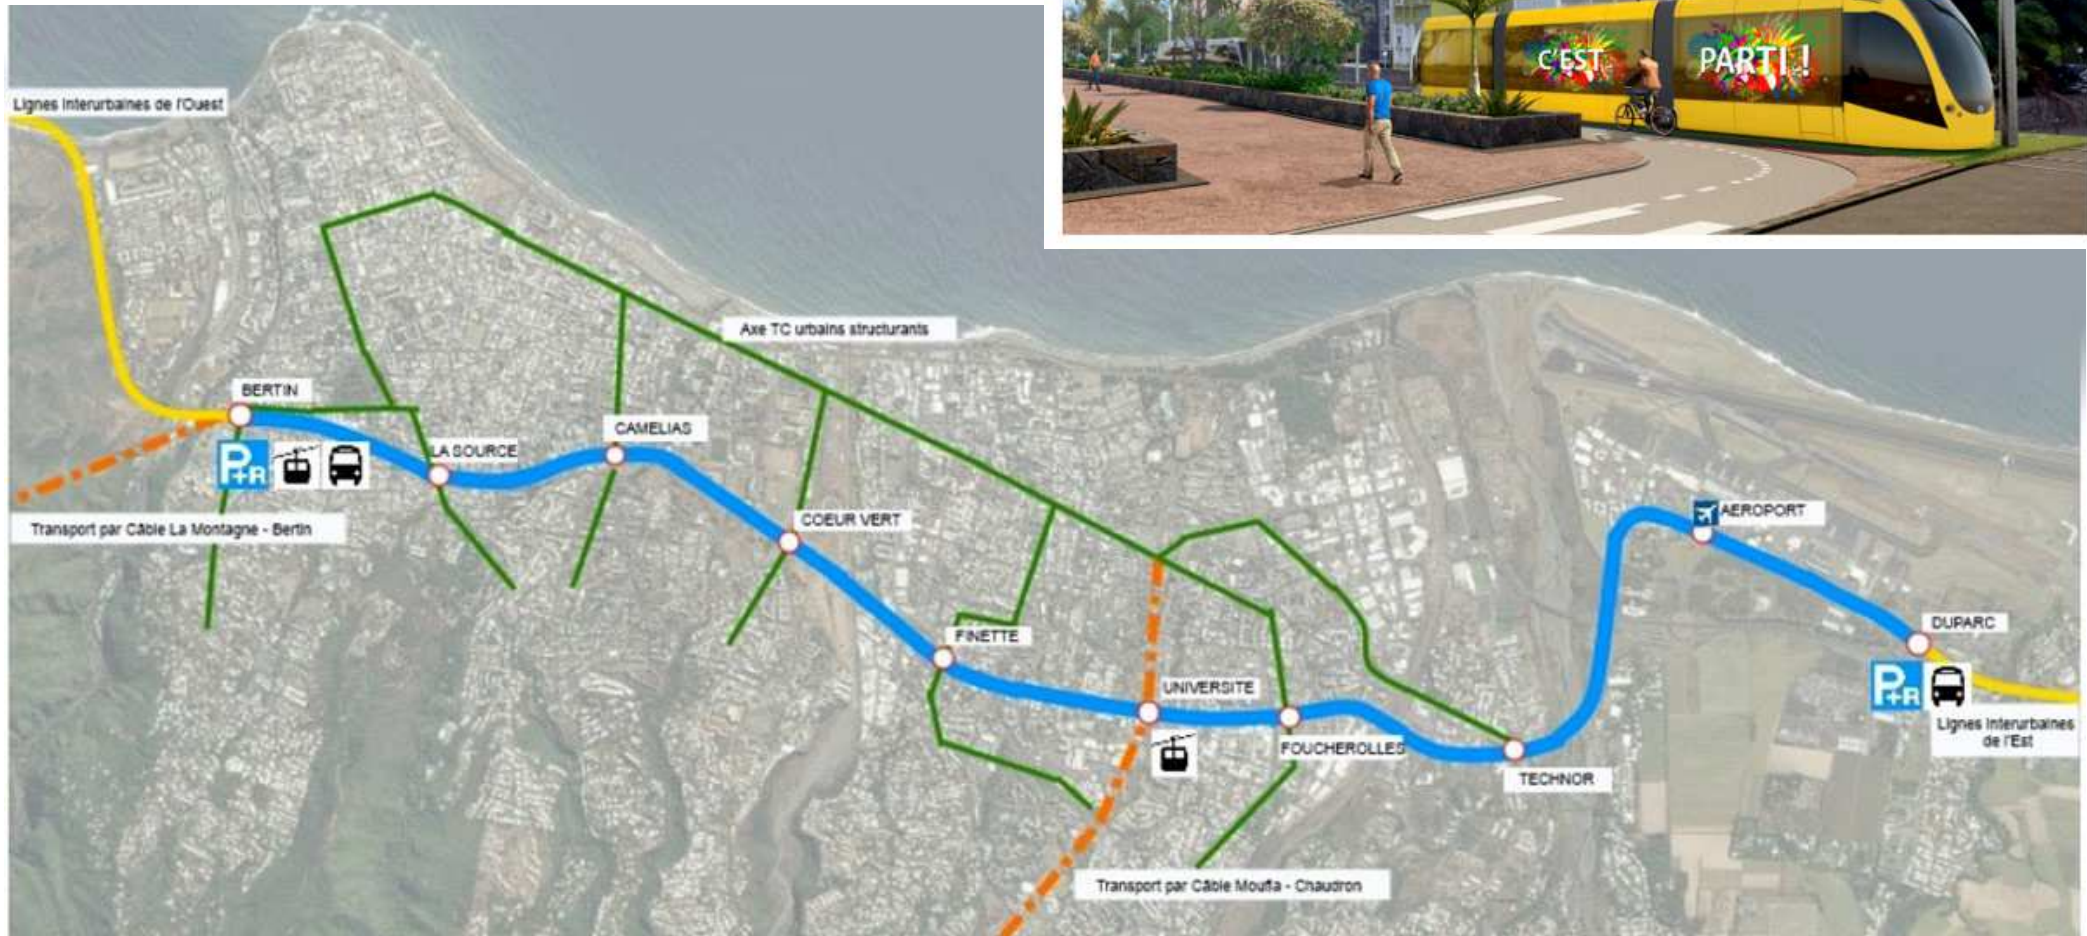 C'EST PARTI !
Lignes Interurbaines de l'Ouest
Axe TC urbains structurants
BERTIN
P+R
LA SOURCE
CAMELIAS
Transport par Câble La Montagne - Bertin
COEUR VERT
AEROPORT
FINETTE
DUPARC
P+R
UNIVERSITE
Lignes Interurbaines
de l'Est
FOUCHEROLLES
TECHNOR
Transport par Câble Moufia - Chaudron